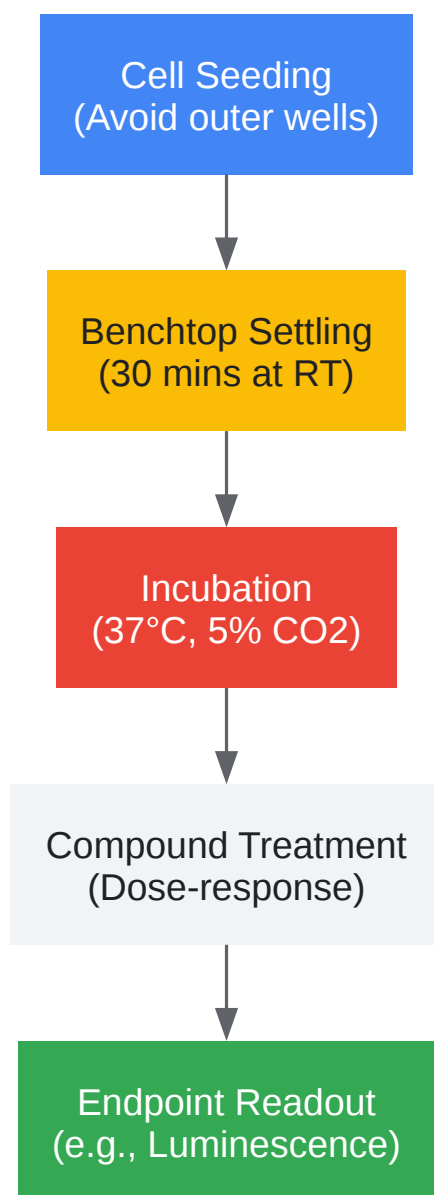 Cell Seeding
(Avoid outer wells)
Benchtop Settling
(30 mins at RT)
Incubation
(37°C, 5% CO2)
Compound Treatment
(Dose-response)
Endpoint Readout
(e.g., Luminescence)